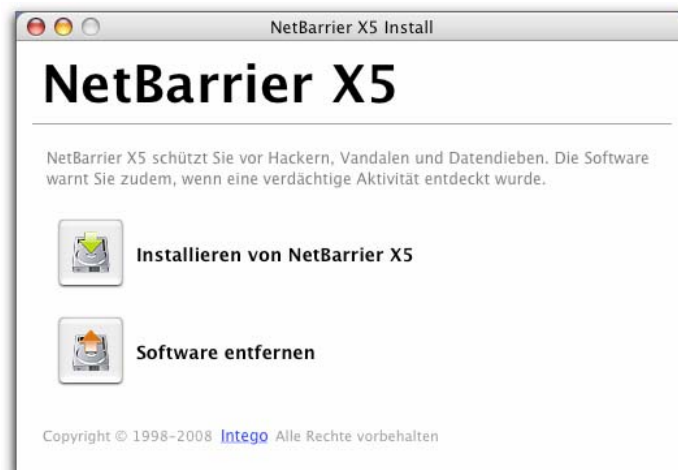 NetBarrier X5 Install
NetBarrier X5
NetBarrier X5 schützt Sie vor Hackern, Vandalen und Datendieben. Die Software
warnt Sie zudem, wenn eine verdächtige Aktivität entdeckt wurde.
Installieren von NetBarrier X5
Software entfernen
Copyright © 1998-2008 Intego Alle Rechte vorbehalten